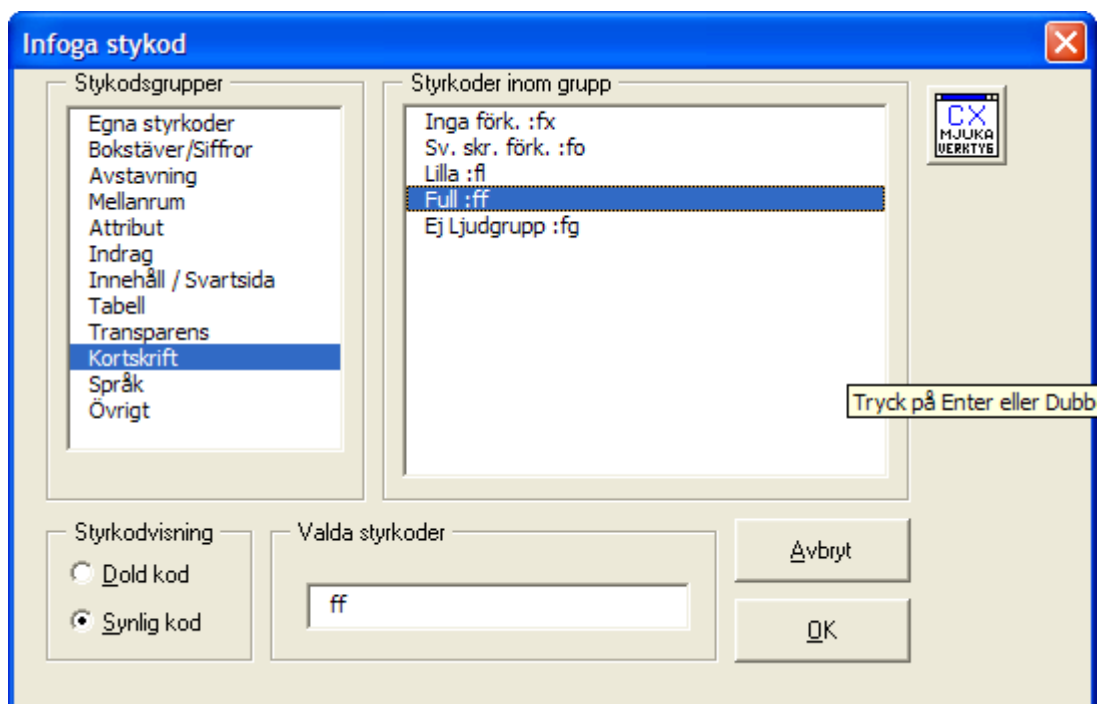 Infoga stykod
Stykodsgrupper
Egna styrkoder
Bokstäver/Siffror
Avstavning
Mellanrum
Attribut
Indrag
Innehåll / Svartsida
Tabell
Transparens
Kortskrift
Språk
Övrigt
Styrkoder inom grupp
Inga förk. :fx
Sv. skr. förk. :fo
Lilla :fl
Full :ff
Ej Ljudgrupp :fg
CX
MJUKA
VERKTYG
Tryck på Enter eller Dubb
Styrkodvisning
Dold kod
Synlig kod
Valda styrkoder
ff
Avbryt
OK